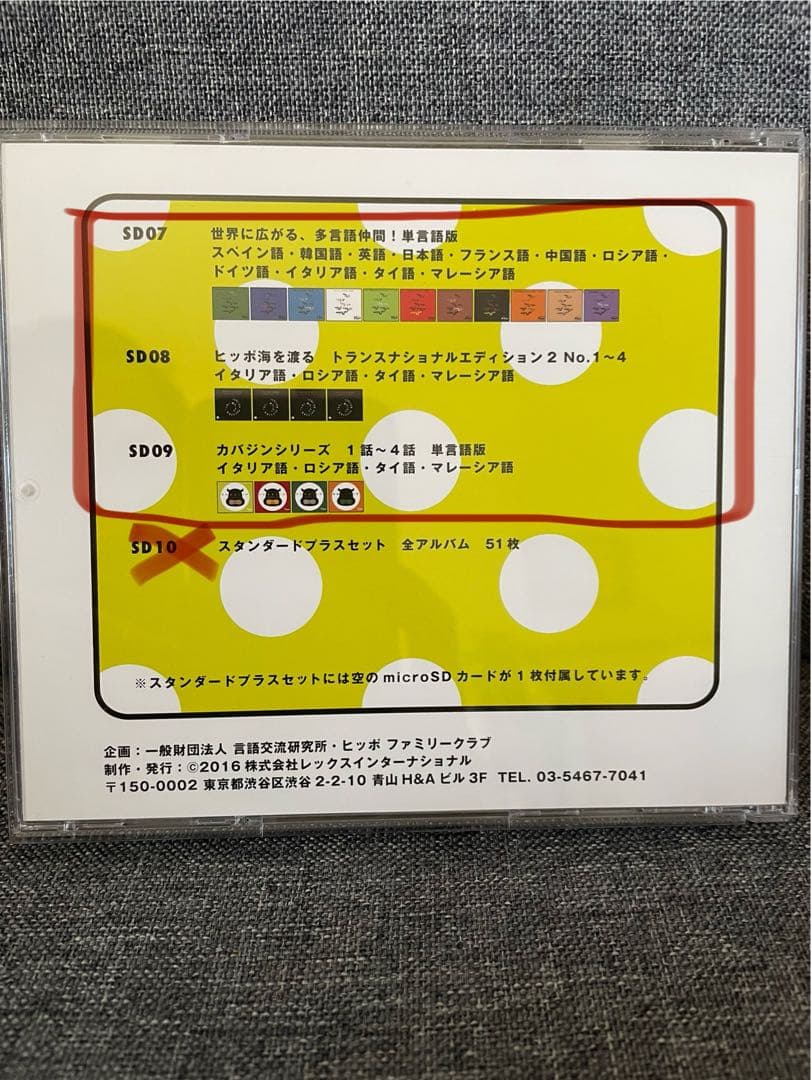 SD07 世界に広がる、多言語仲間！単言語版
スペイン語・韓国語・英語・日本語・フランス語・中国語・ロシア語・
ドイツ語・イタリア語・タイ語・マレーシア語
SD08 ヒッポ海を渡る トランスナショナルエディション2 No.1～4
イタリア語・ロシア語・タイ語・マレーシア語
SD09 カバジンシリーズ 1話～4話 単言語版
イタリア語・ロシア語・タイ語・マレーシア語
SD10 スタンダードプラスセット 全アルバム 51枚
※スタンダードプラスセットには空のmicroSDカードが1枚付属しています。
企画：一般財団法人 言語交流研究所・ヒッポ ファミリークラブ
制作・発行：©2016株式会社レックスインターナショナル
〒150-0002 東京都渋谷区渋谷 2-2-10 青山H&Aビル3F TEL. 03-5467-7041